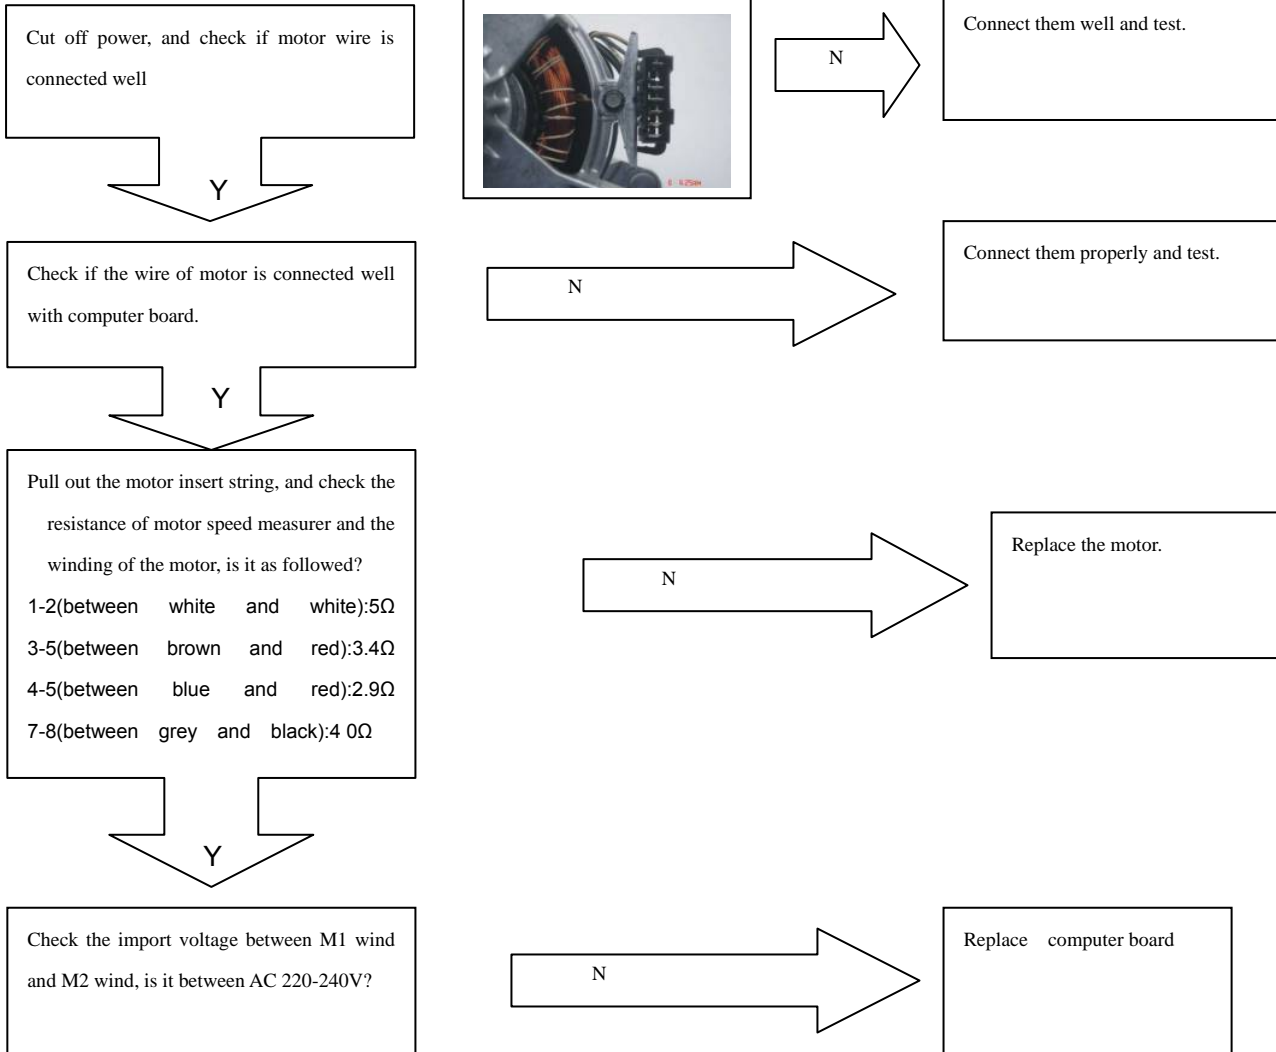 Cut off power, and check if motor wire is
connected well
N
Connect them well and test.
Y
Check if the wire of motor is connected well
with computer board.
N
Connect them properly and test.
Y
Pull out the motor insert string, and check the
resistance of motor speed measurer and the
winding of the motor, is it as followed?
1-2(between white and white):5Ω
3-5(between brown and red):3.4Ω
4-5(between blue and red):2.9Ω
7-8(between grey and black):4 0Ω
N
Replace the motor.
Y
Check the import voltage between M1 wind
and M2 wind, is it between AC 220-240V?
N
Replace computer board